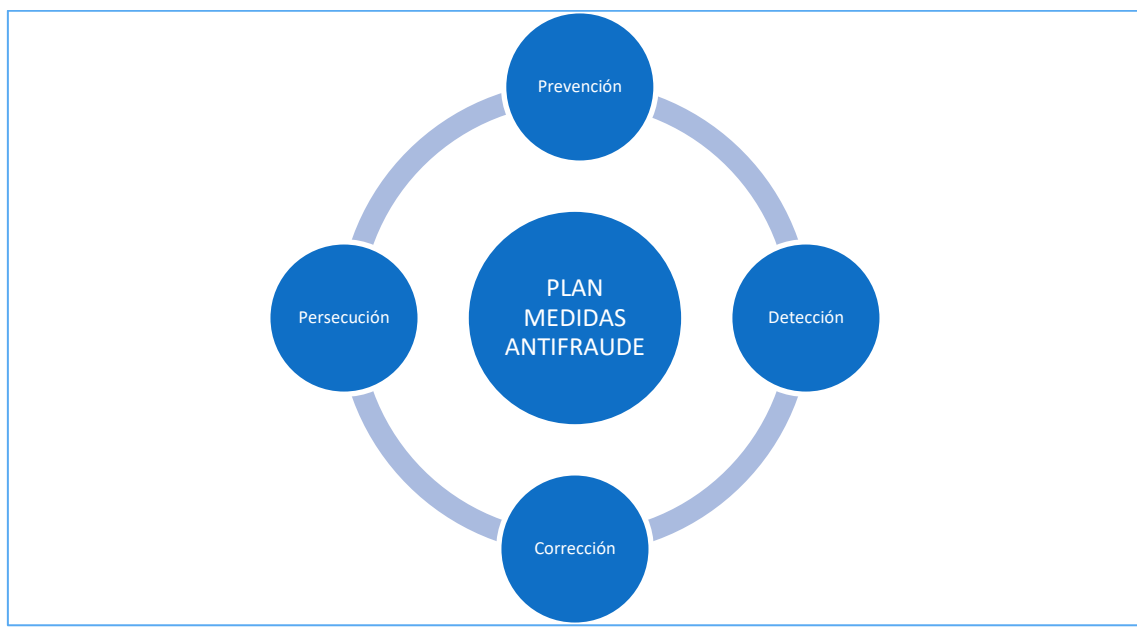 Prevención
Persecución
PLAN
MEDIDAS
ANTIFRAUDE
Detección
Corrección